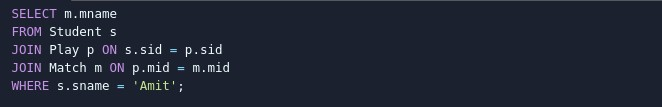 SELECT m.mname
FROM Student s
JOIN Play p ON s.sid = p.sid
JOIN Match m ON p.mid = m.mid
WHERE s.sname = 'Amit';